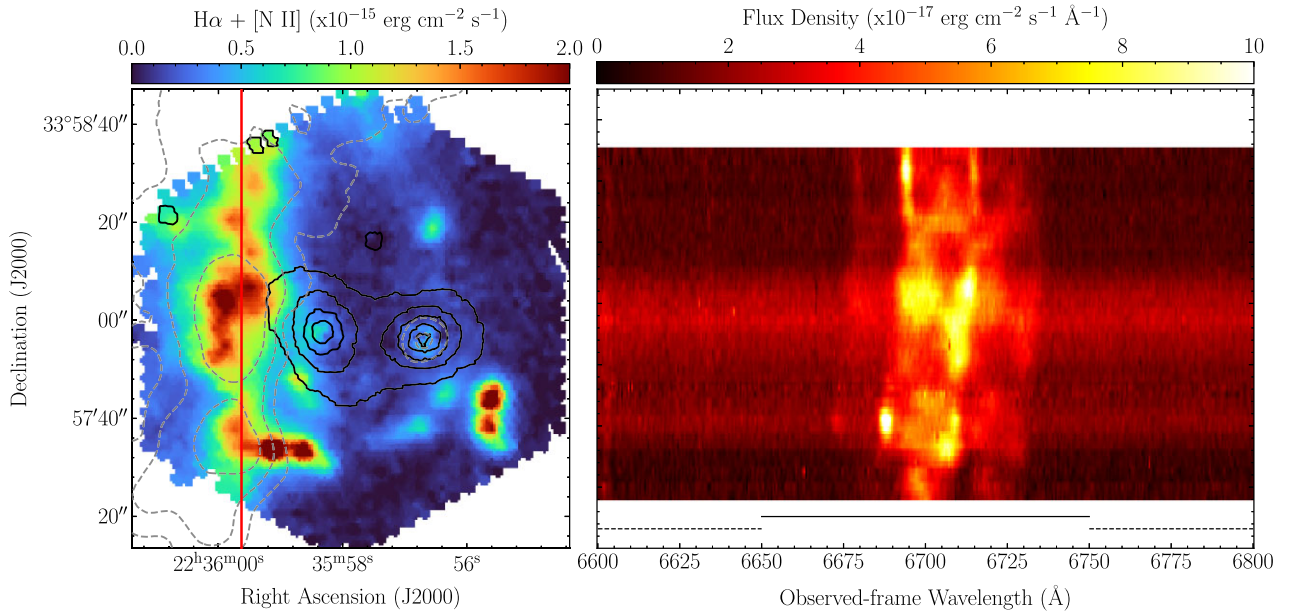 Hα + [N II] (x10⁻¹⁵ erg cm⁻² s⁻¹)
0.0 0.5 1.0 1.5 2.0
Flux Density (x10⁻¹⁷ erg cm⁻² s⁻¹ Å⁻¹)
0 2 4 6 8 10
Declination (J2000)
33°58′40″
20″
00″
57′40″
20″
22ʰ36ᵐ00ˢ 35ᵐ58ˢ 56ˢ
Right Ascension (J2000)
6600 6625 6650 6675 6700 6725 6750 6775 6800
Observed-frame Wavelength (Å)